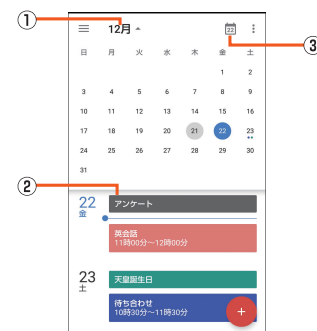 ①
12月
22
③
日 月 火 水 木 金 土
1 2
3 4 5 6 7 8 9
10 11 12 13 14 15 16
17 18 19 20 21 22 23
24 25 26 27 28 29 30
31
②
22 アンケート
金
英会話
11時00分～12時00分
23 天皇誕生日
土
待ち合わせ
10時30分～11時30分
+